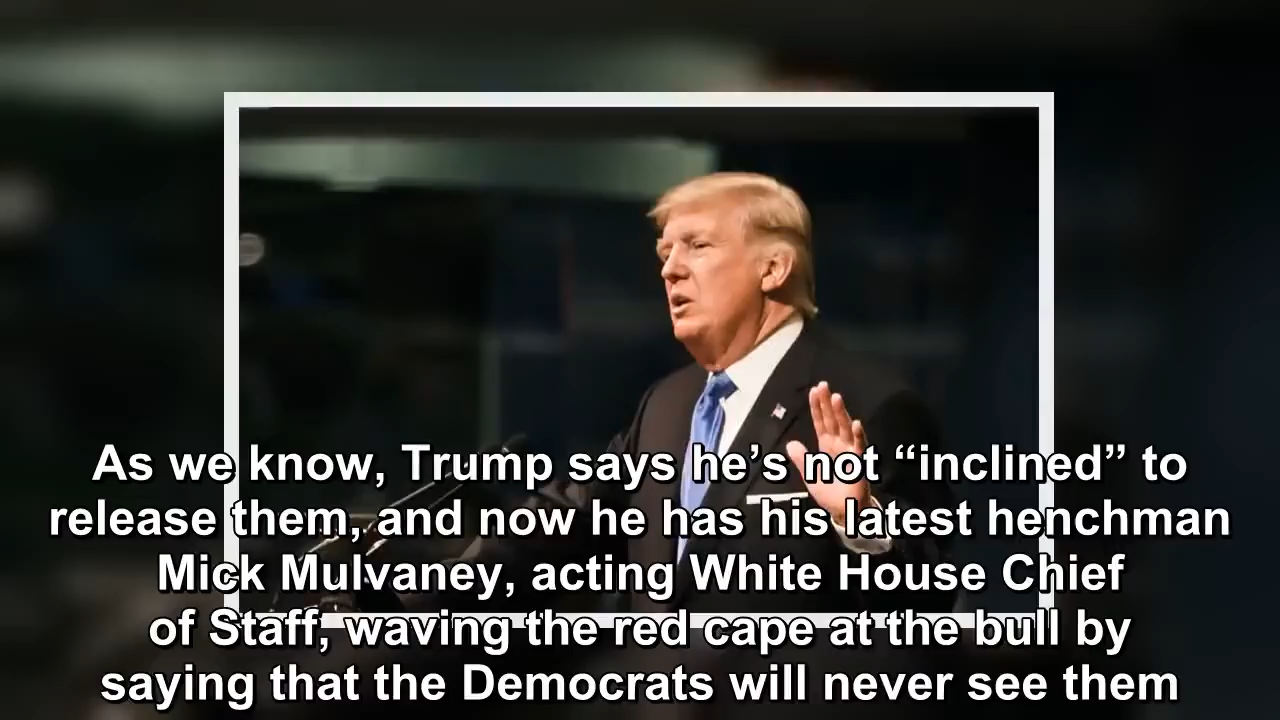 As we know, Trump says he’s not “inclined” to
release them, and now he has his latest henchman
Mick Mulvaney, acting White House Chief
of Staff, waving the red cape at the bull by
saying that the Democrats will never see them